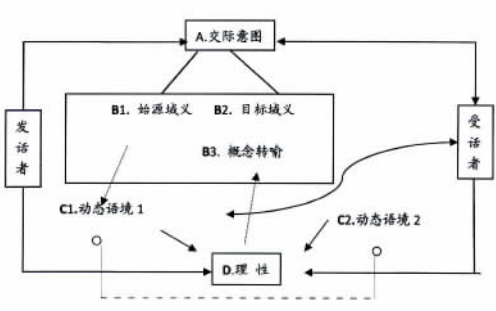 A.交际意图
B1. 始源域义 B2. 目标域义
B3. 概念转喻
发话者
受话者
C1.动态语境 1
C2.动态语境 2
D.理 性